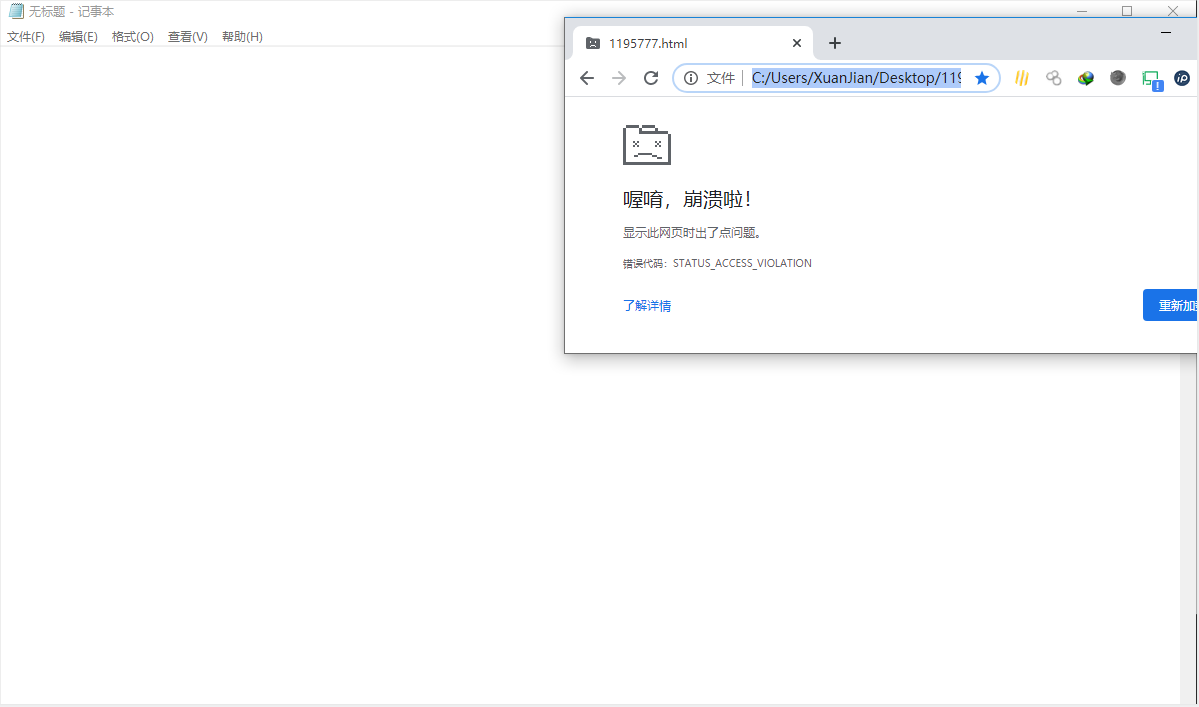 无标题 - 记事本
文件(F) 编辑(E) 格式(O) 查看(V) 帮助(H)
1195777.html
文件 C:/Users/XuanJian/Desktop/119
喔唷，崩溃啦！
显示此网页时出了点问题。
错误代码：STATUS_ACCESS_VIOLATION
了解详情
重新加